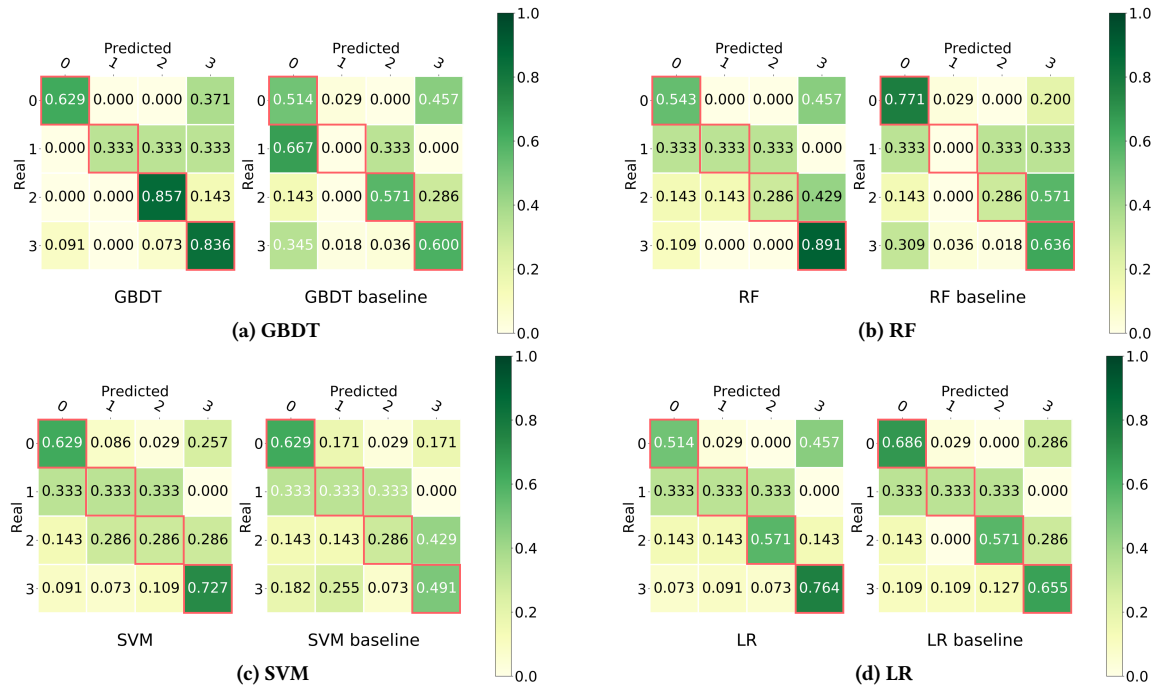 Predicted
0 1 2 3
0 0.629 0.000 0.000 0.371
1 0.000 0.333 0.333 0.333
2 0.000 0.000 0.857 0.143
3 0.091 0.000 0.073 0.836
Real
GBDT
0 1 2 3
0 0.514 0.029 0.000 0.457
1 0.667 0.000 0.333 0.000
2 0.143 0.000 0.571 0.286
3 0.345 0.018 0.036 0.600
GBDT baseline
1.0
0.8
0.6
0.4
0.2
0.0
(a) GBDT
Predicted
0 1 2 3
0 0.543 0.000 0.000 0.457
1 0.333 0.333 0.333 0.000
2 0.143 0.143 0.286 0.429
3 0.109 0.000 0.000 0.891
Real
RF
0 1 2 3
0 0.771 0.029 0.000 0.200
1 0.333 0.000 0.333 0.333
2 0.143 0.000 0.286 0.571
3 0.309 0.036 0.018 0.636
RF baseline
1.0
0.8
0.6
0.4
0.2
0.0
(b) RF
Predicted
0 1 2 3
0 0.629 0.086 0.029 0.257
1 0.333 0.333 0.333 0.000
2 0.143 0.286 0.286 0.286
3 0.091 0.073 0.109 0.727
Real
SVM
0 1 2 3
0 0.629 0.171 0.029 0.171
1 0.333 0.333 0.333 0.000
2 0.143 0.143 0.286 0.429
3 0.182 0.255 0.073 0.491
SVM baseline
1.0
0.8
0.6
0.4
0.2
0.0
(c) SVM
Predicted
0 1 2 3
0 0.514 0.029 0.000 0.457
1 0.333 0.333 0.333 0.000
2 0.143 0.143 0.571 0.143
3 0.073 0.091 0.073 0.764
Real
LR
0 1 2 3
0 0.686 0.029 0.000 0.286
1 0.333 0.333 0.333 0.000
2 0.143 0.000 0.571 0.286
3 0.109 0.109 0.127 0.655
LR baseline
1.0
0.8
0.6
0.4
0.2
0.0
(d) LR
Predicted
Real
Predicted
Real
Predicted
Real
Predicted
Real